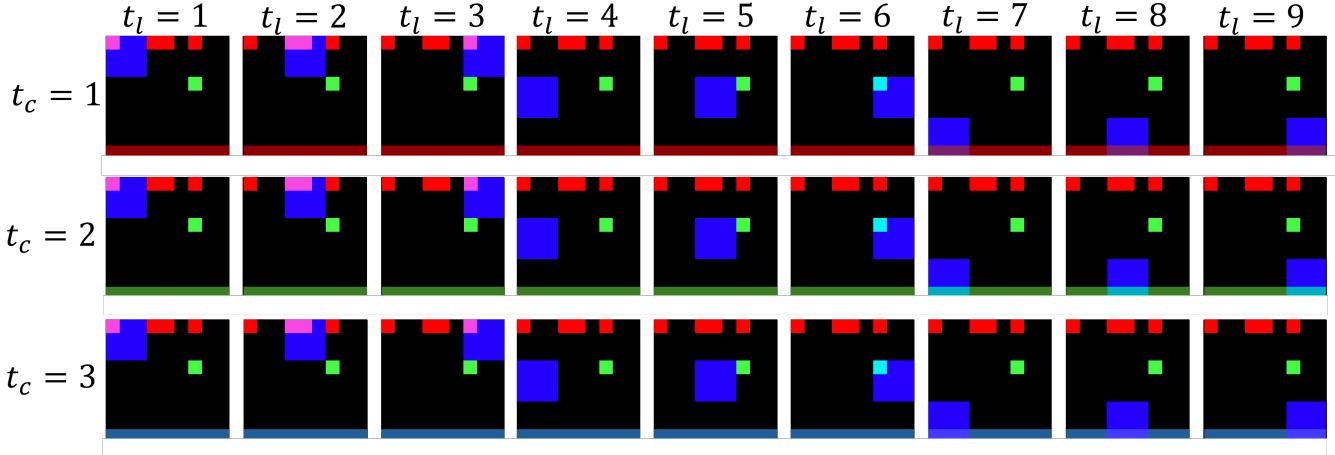 t_l = 1 t_l = 2 t_l = 3 t_l = 4 t_l = 5 t_l = 6 t_l = 7 t_l = 8 t_l = 9
t_c = 1
t_c = 2
t_c = 3